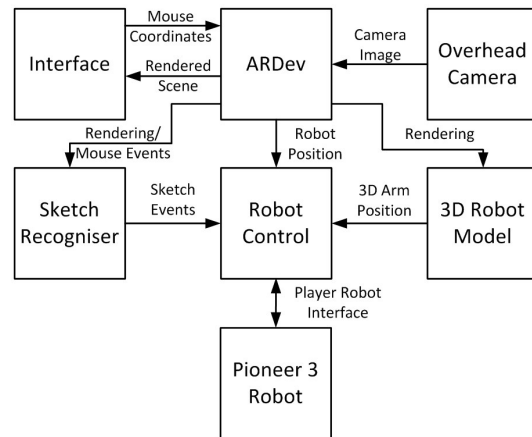 Mouse
Coordinates
Interface
Rendered
Scene
ARDev
Camera
Image
Overhead
Camera
Rendering/
Mouse Events
Robot
Position
Rendering
Sketch
Recogniser
Sketch
Events
Robot
Control
3D Arm
Position
3D Robot
Model
Player Robot
Interface
Pioneer 3
Robot